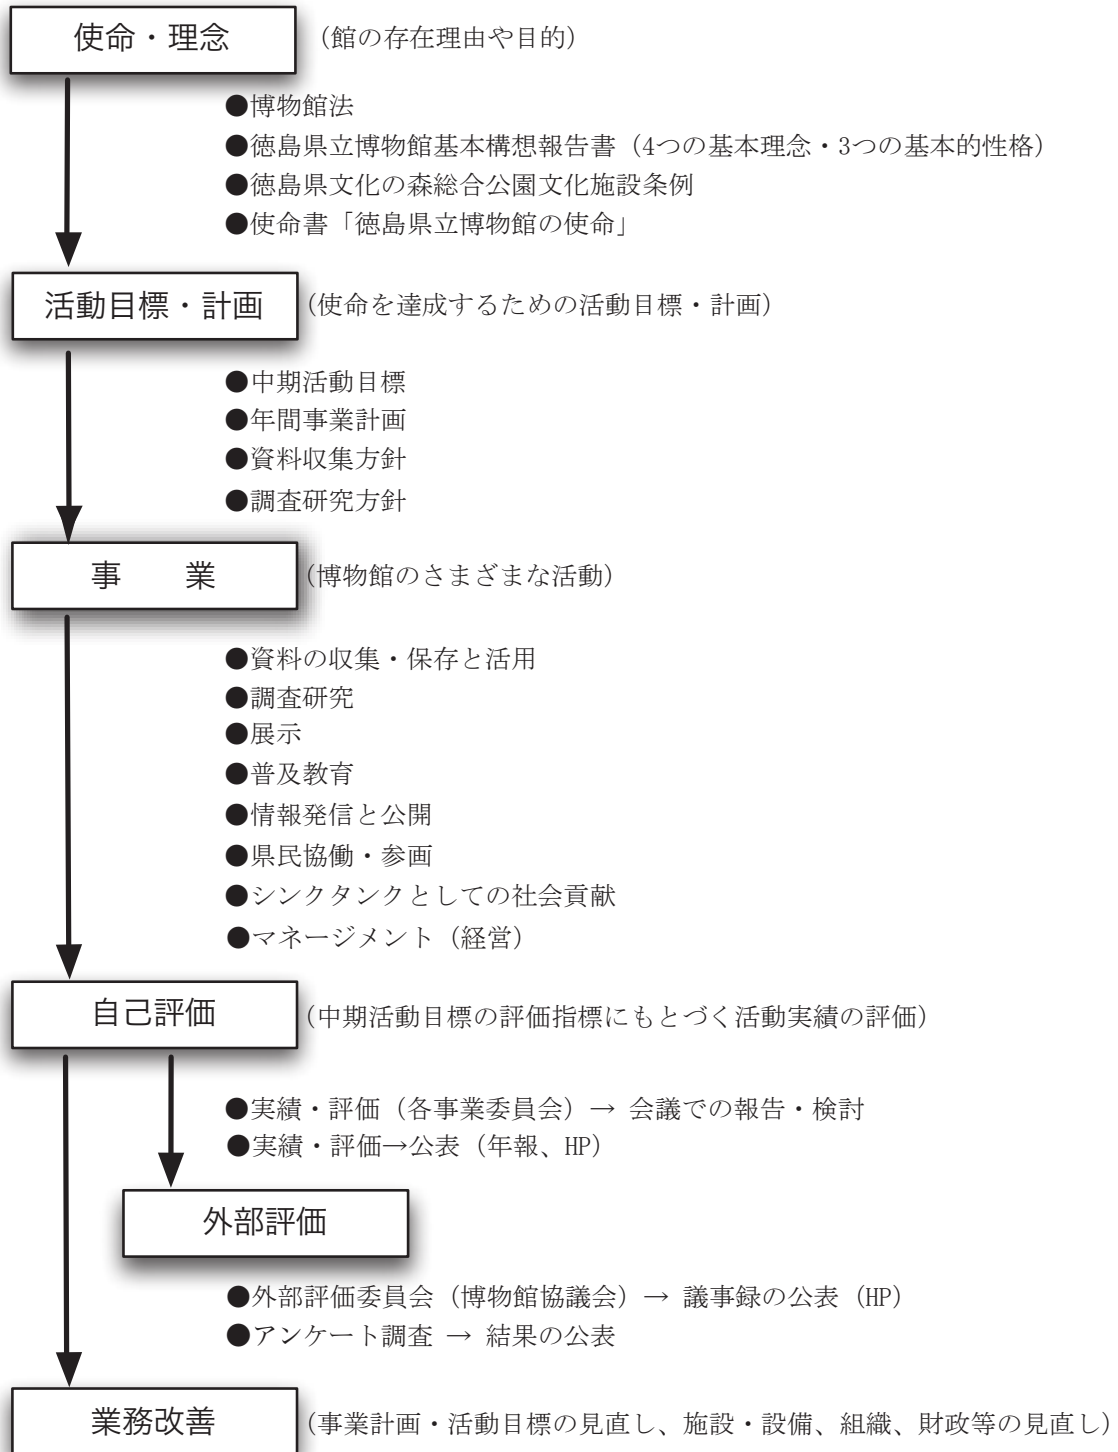 使命・理念 (館の存在理由や目的)
●博物館法
●徳島県立博物館基本構想報告書（4つの基本理念・3つの基本的性格）
●徳島県文化の森総合公園文化施設条例
●使命書「徳島県立博物館の使命」
活動目標・計画 (使命を達成するための活動目標・計画)
●中期活動目標
●年間事業計画
●資料収集方針
●調査研究方針
事　業 (博物館のさまざまな活動)
●資料の収集・保存と活用
●調査研究
●展示
●普及教育
●情報発信と公開
●県民協働・参画
●シンクタンクとしての社会貢献
●マネージメント（経営）
自己評価 (中期活動目標の評価指標にもとづく活動実績の評価)
●実績・評価（各事業委員会）→ 会議での報告・検討
●実績・評価→公表（年報、HP）
外部評価
●外部評価委員会（博物館協議会）→ 議事録の公表（HP）
●アンケート調査 → 結果の公表
業務改善 (事業計画・活動目標の見直し、施設・設備、組織、財政等の見直し)